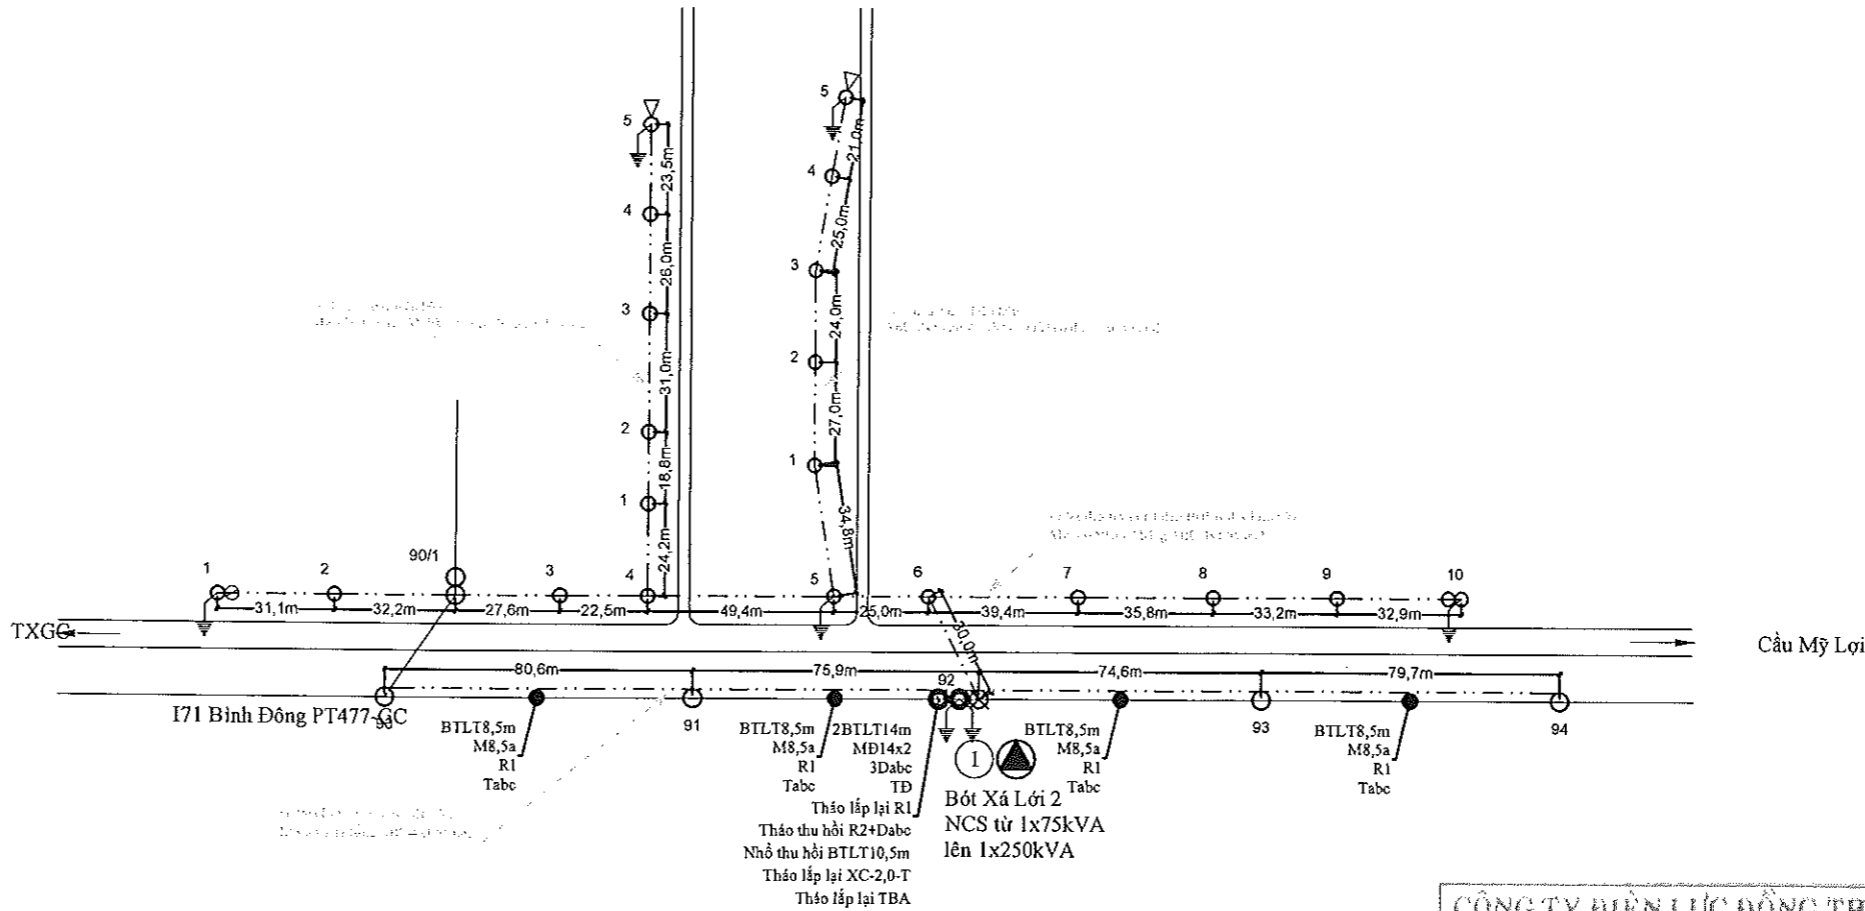 5
23,5m
4
26,0m
3
31,0m
2
18,8m
1
24,2m
5
21,0m
4
25,0m
3
24,0m
2
27,0m
1
34,8m
1
2
90/1
3
4
5
6
7
8
9
10
31,1m
32,2m
27,6m
22,5m
49,4m
25,0m
39,4m
35,8m
33,2m
32,9m
30,0m
TXGC
Cầu Mỹ Lợi
80,6m
75,9m
74,6m
79,7m
I71 Bình Đông PT477-GC
90
91
92
93
94
BTLT8,5m
M8,5a
R1
Tabc
BTLT8,5m
M8,5a
R1
Tabc
2BTLT14m
MĐ14x2
3Dabc
TĐ
Tháo lắp lại R1
Tháo thu hồi R2+Dabc
Nhổ thu hồi BTLT10,5m
Tháo lắp lại XC-2,0-T
Tháo lắp lại TBA
1
Bót Xá Lới 2
NCS từ 1x75kVA
lên 1x250kVA
BTLT8,5m
M8,5a
R1
Tabc
BTLT8,5m
M8,5a
R1
Tabc
CÔNG TY ĐIỆN LỰC ĐỒNG TH